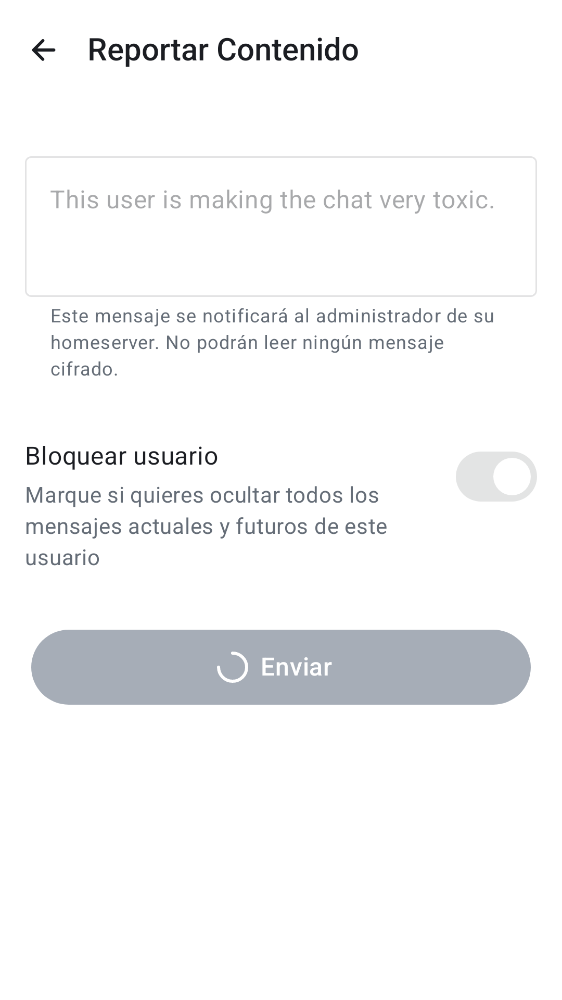 Reportar Contenido
This user is making the chat very toxic.
Este mensaje se notificará al administrador de su
homeserver. No podrán leer ningún mensaje
cifrado.
Bloquear usuario
Marque si quieres ocultar todos los
mensajes actuales y futuros de este
usuario
Enviar